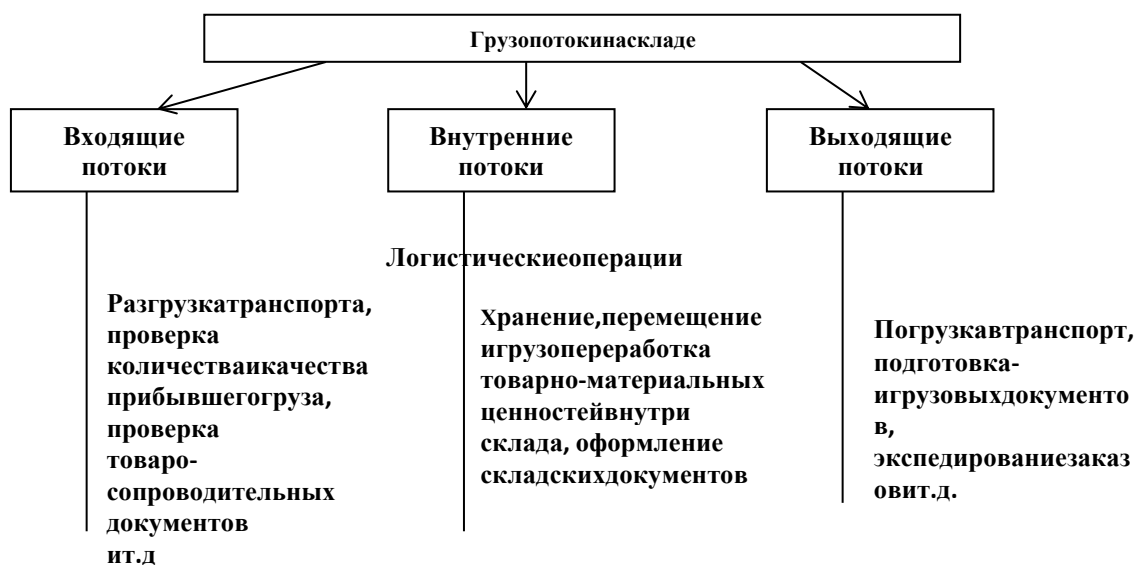 Грузопотокинаскладе
Входящие
потоки
Внутренние
потоки
Выходящие
потоки
Логистическиеоперации
Разгрузкатранспорта,
проверка
количестваикачества
прибывшегогруза,
проверка
товаро-
сопроводительных
документов
ит.д
Хранение,перемещение
игрузопереработка
товарно-материальных
ценностейвнутри
склада, оформление
складскихдокументов
Погрузкавтранспорт,
подготовка-
игрузовыхдокументо
в,
экспедированиезаказ
овит.д.